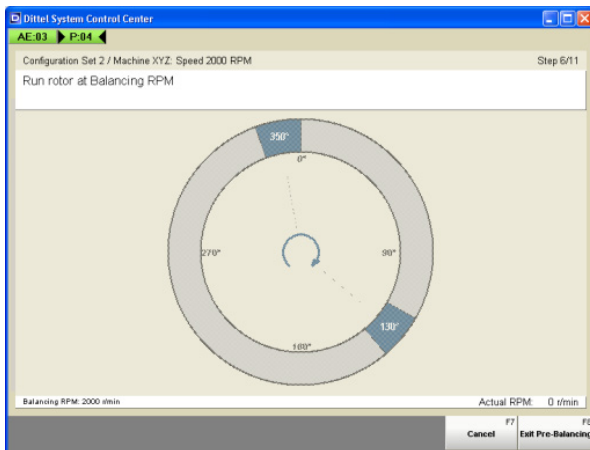 Dittel System Control Center
AE:03 P:04
Configuration Set 2 / Machine XYZ: Speed 2000 RPM Step 6/11
Run rotor at Balancing RPM
350°
0°
270° 90°
130°
180°
Balancing RPM: 2000 r/min Actual RPM: 0 r/min
F7 F8
Cancel Exit Pre-Balancing